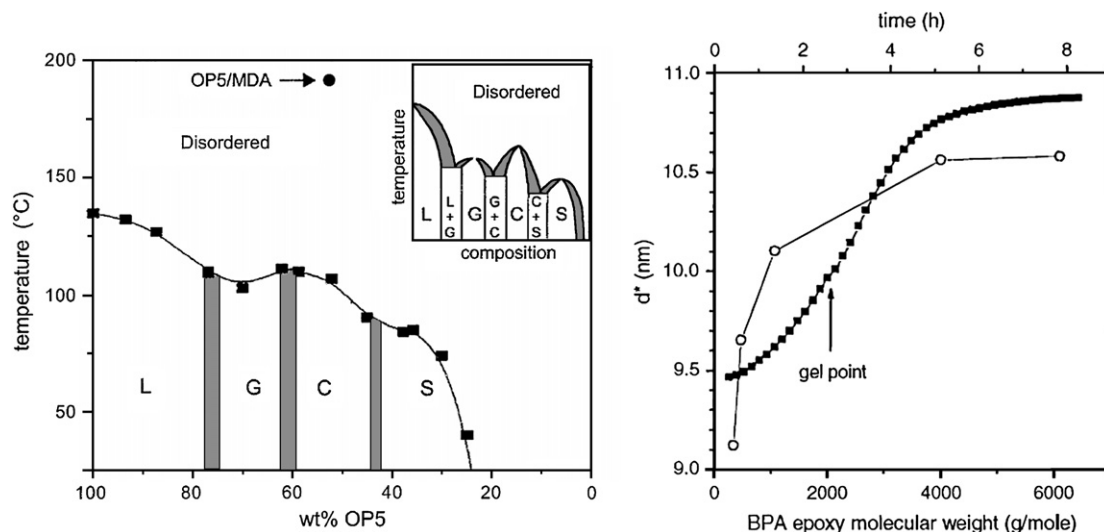 200
150
100
50
temperature (°C)
OP5/MDA
Disordered
L
G
C
S
100
80
60
40
20
0
wt% OP5
Disordered
temperature
L
L
+
G
G
G
+
C
C
C
+
S
S
composition
time (h)
0
2
4
6
8
11.0
10.5
10.0
9.5
9.0
d* (nm)
gel point
0
2000
4000
6000
BPA epoxy molecular weight (g/mole)